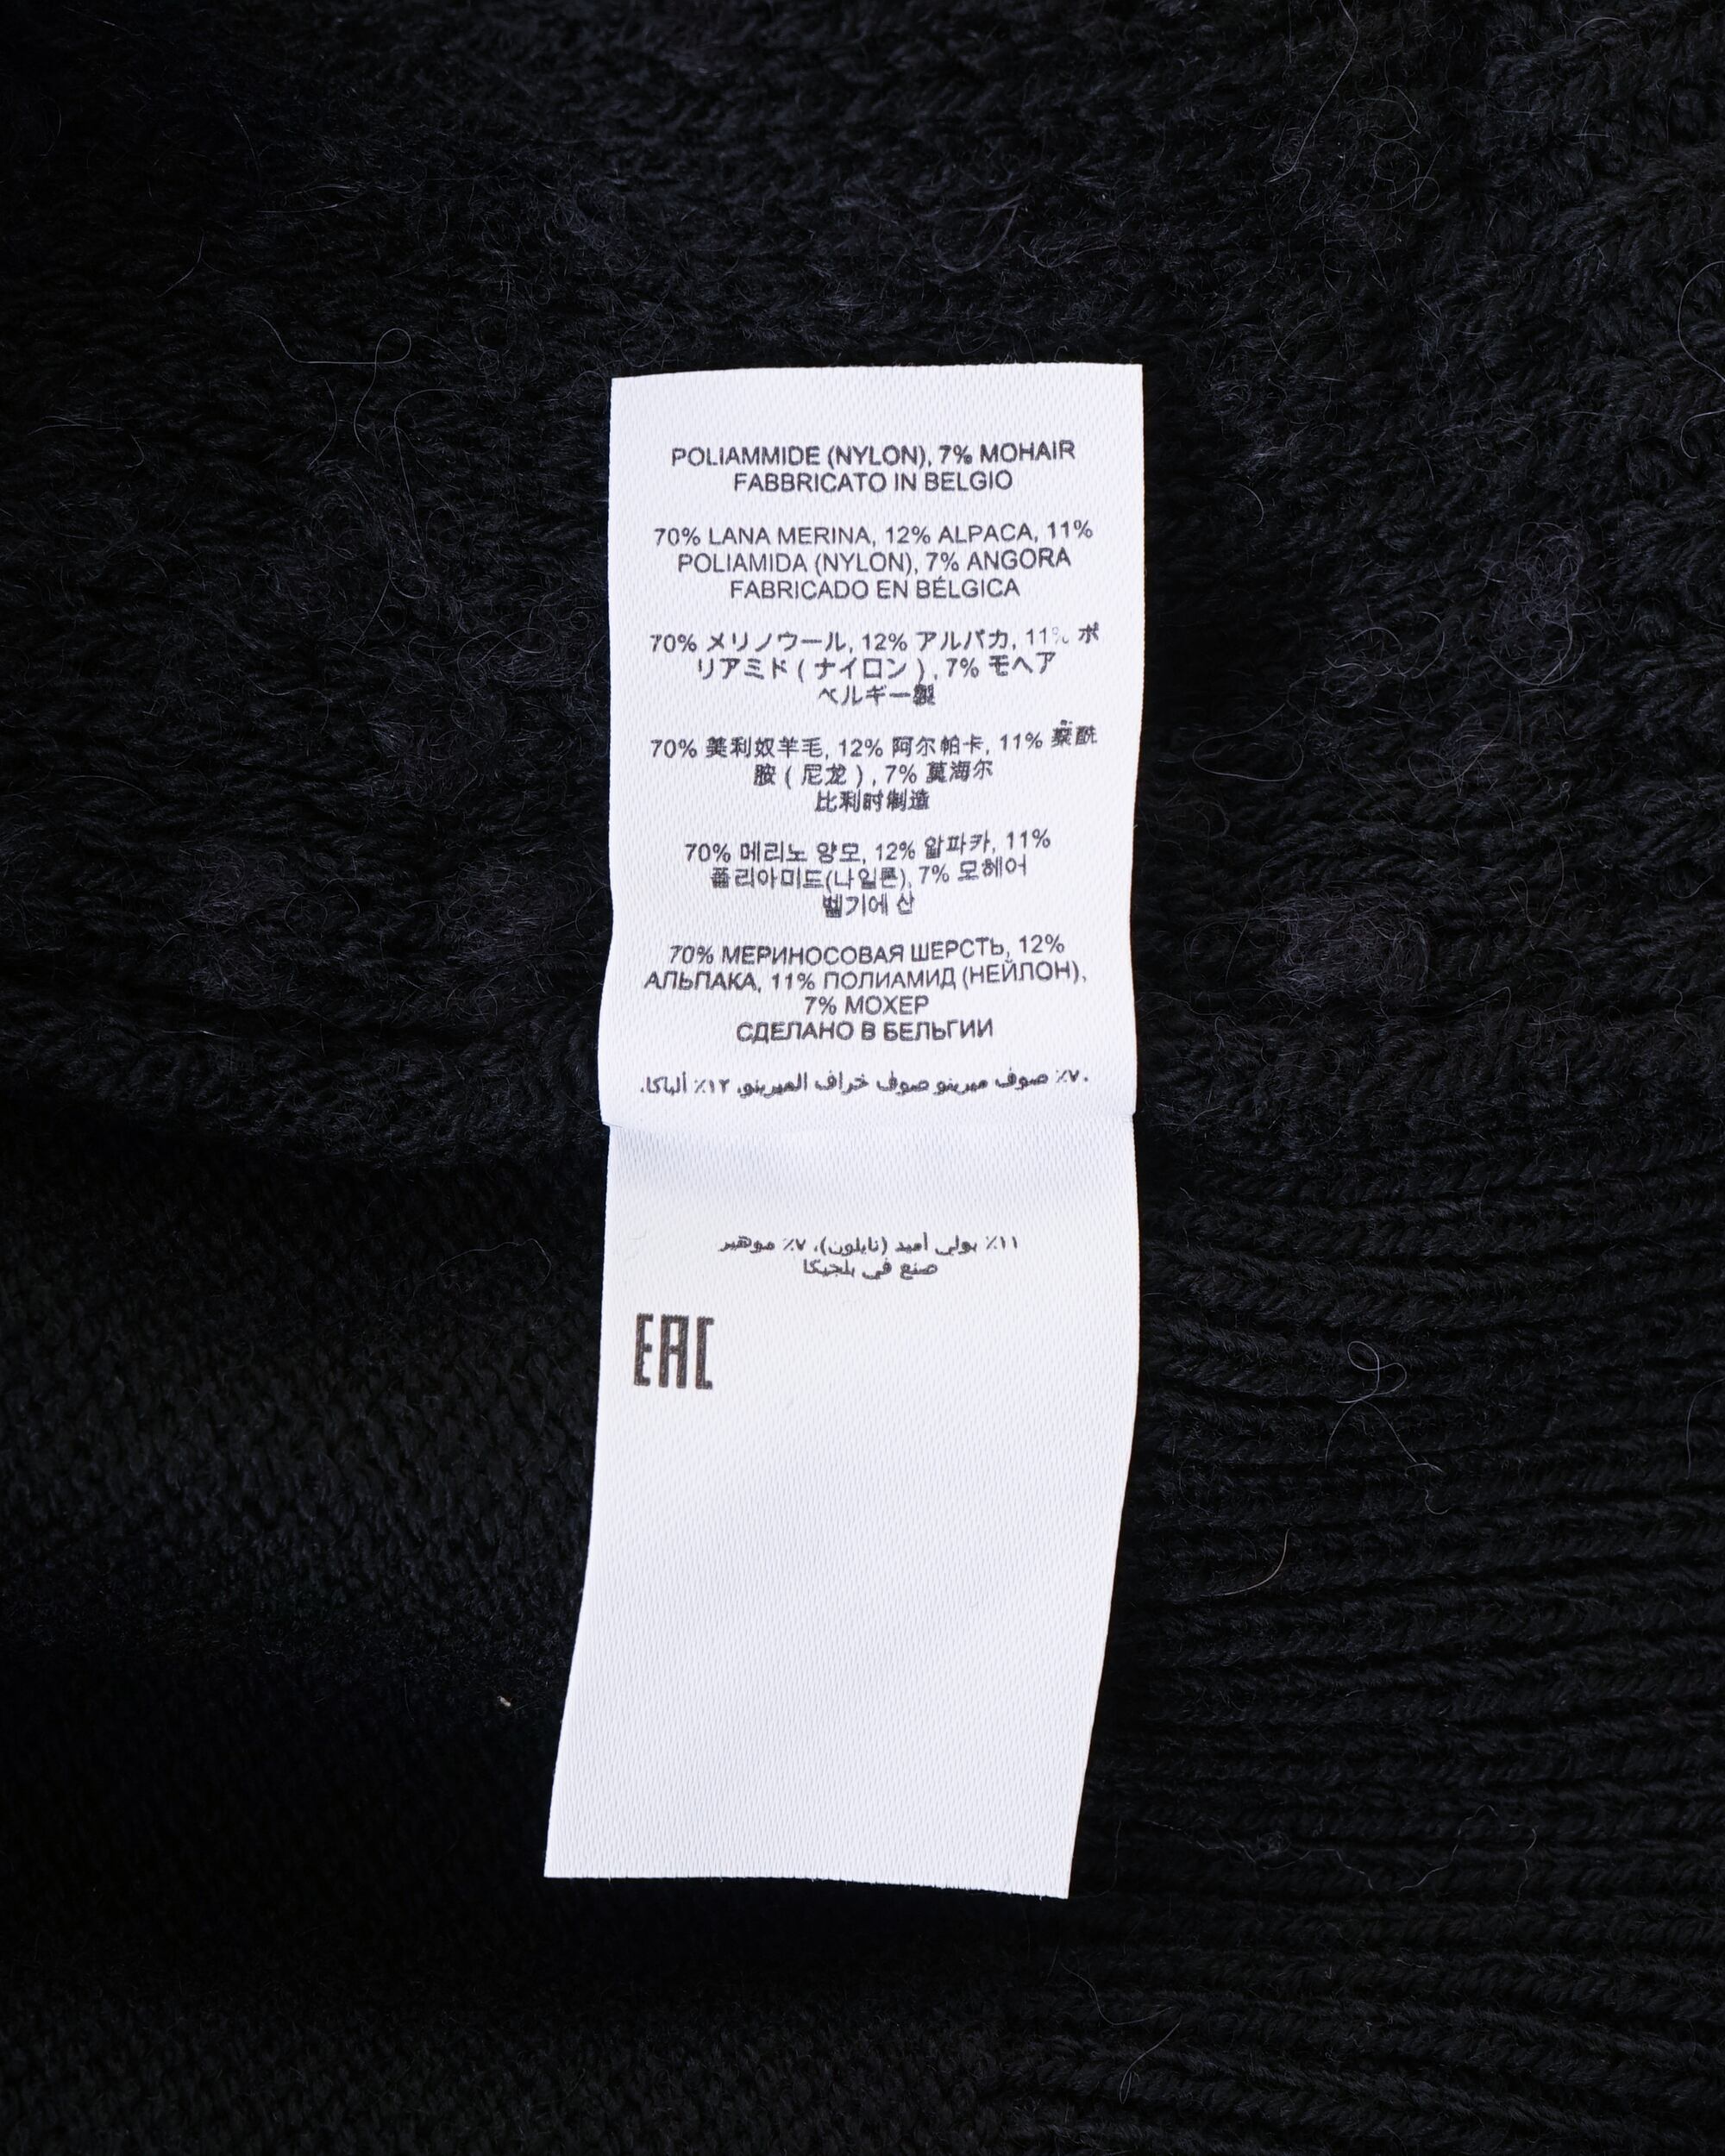 POLIAMMIDE (NYLON), 7% MOHAIR
FABBRICATO IN BELGIO
70% LANA MERINA, 12% ALPACA, 11%
POLIAMIDA (NYLON), 7% ANGORA
FABRICADO EN BÉLGICA
70% メリノウール, 12% アルパカ, 11% ポ
リアミド ( ナイロン ) , 7% モヘア
ベルギー製
70% 美利奴羊毛, 12% 阿尔帕卡, 11% 聚酰
胺 ( 尼龙 ) , 7% 莫海尔
比利时制造
70% 메리노 양모, 12% 알파카, 11%
폴리아미드(나일론), 7% 모헤어
벨기에 산
70% МЕРИНОСОВАЯ ШЕРСТЬ, 12%
АЛЬПАКА, 11% ПОЛИАМИД (НЕЙЛОН),
7% МОХЕР
СДЕЛАНО В БЕЛЬГИИ
٧٠٪ صوف ميرينو صوف خراف الميرينو، ١٢٪ ألباكا،
١١٪ بولي أميد (نايلون)، ٧٪ موهير
صنع في بلجيكا
EAC